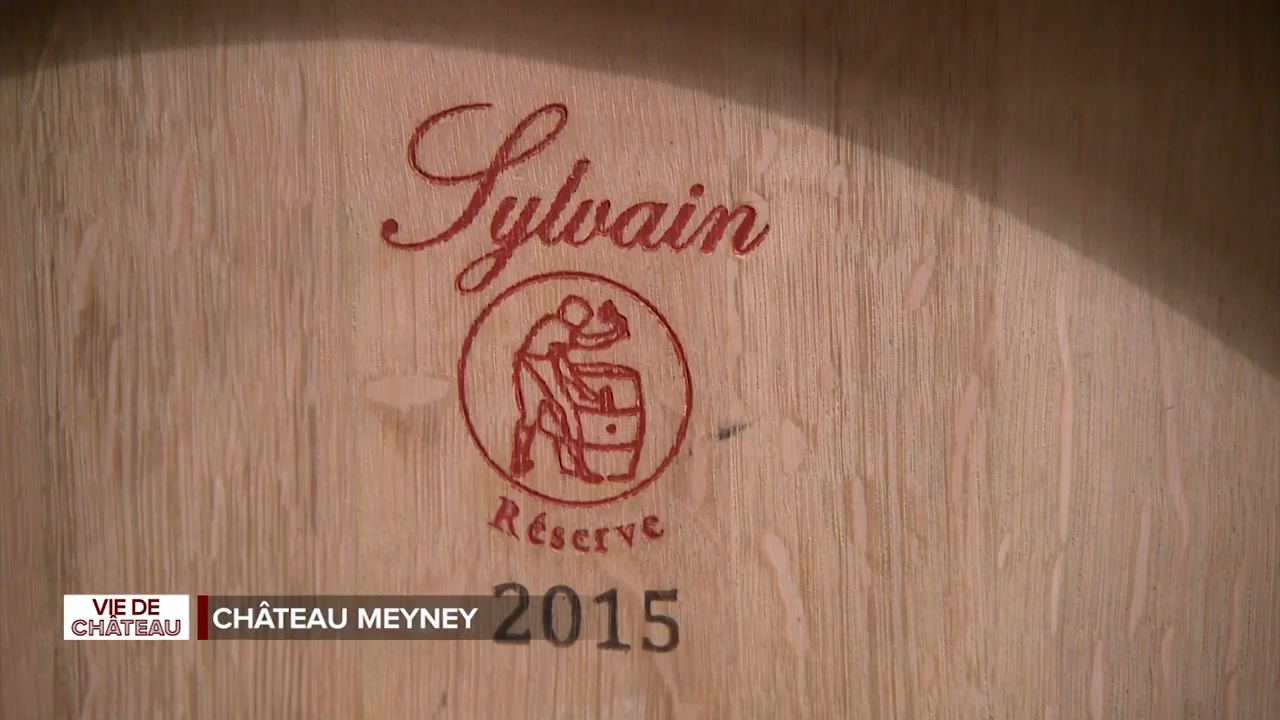 Sylvain
Réserve
2015
VIE DE
CHÂTEAU
CHÂTEAU MEYNEY